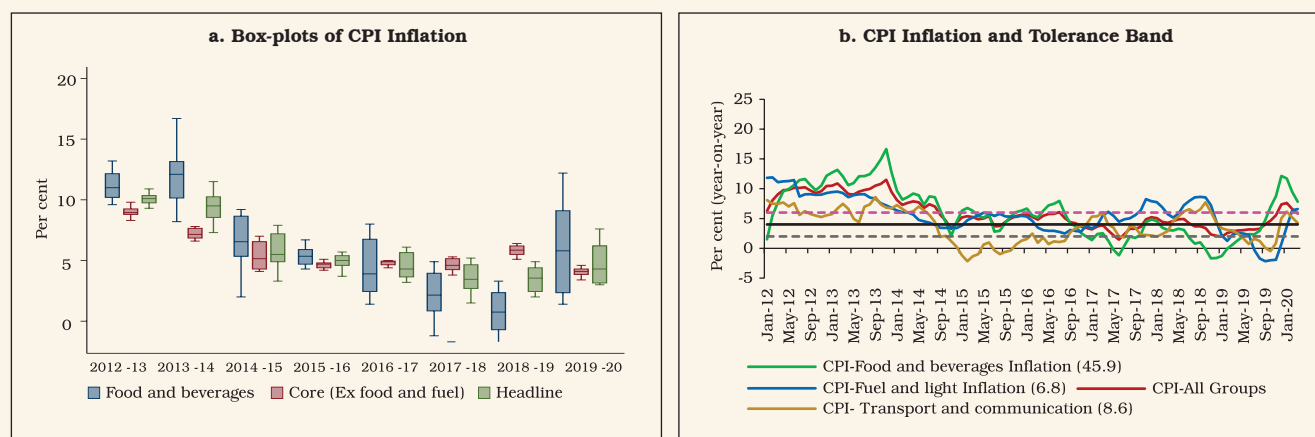 a. Box-plots of CPI Inflation
Per cent
20
15
10
5
0
2012 -13
2013 -14
2014 -15
2015 -16
2016 -17
2017 -18
2018 -19
2019 -20
Food and beverages
Core (Ex food and fuel)
Headline
b. CPI Inflation and Tolerance Band
Per cent (year-on-year)
25
20
15
10
5
0
-5
Jan-12
May-12
Sep-12
Jan-13
May-13
Sep-13
Jan-14
May-14
Sep-14
Jan-15
May-15
Sep-15
Jan-16
May-16
Sep-16
Jan-17
May-17
Sep-17
Jan-18
May-18
Sep-18
Jan-19
May-19
Sep-19
Jan-20
CPI-Food and beverages Inflation (45.9)
CPI-Fuel and light Inflation (6.8)
CPI-All Groups
CPI- Transport and communication (8.6)